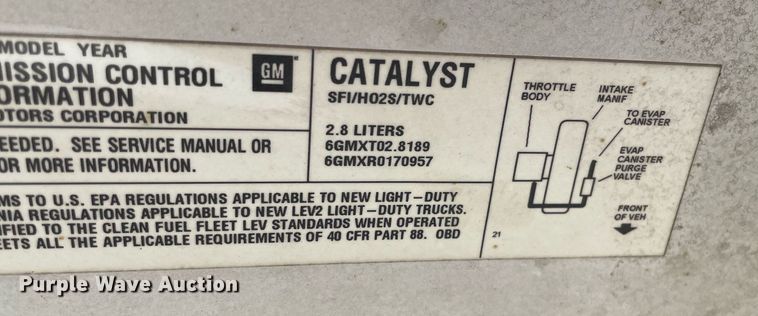 MODEL YEAR
MISSION CONTROL
ORMATION
OTORS CORPORATION
GM
EEDED. SEE SERVICE MANUAL OR
OR MORE INFORMATION.
CATALYST
SFI/HO2S/TWC
2.8 LITERS
6GMXT02.8189
6GMXR0170957
MS TO U.S. EPA REGULATIONS APPLICABLE TO NEW LIGHT-DUTY
NIA REGULATIONS APPLICABLE TO NEW LEV2 LIGHT-DUTY TRUCKS.
IFIED TO THE CLEAN FUEL FLEET LEV STANDARDS WHEN OPERATED
EETS ALL THE APPLICABLE REQUIREMENTS OF 40 CFR PART 88. OBD
THROTTLE
BODY
INTAKE
MANIF
TO EVAP
CANISTER
EVAP
CANISTER
PURGE
VALVE
FRONT
OF VEH
21
Purple Wave Auction